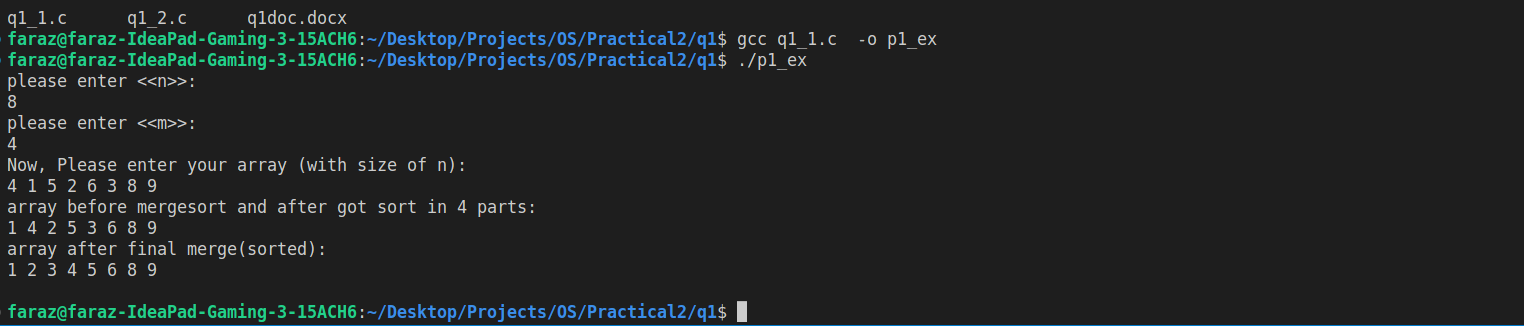 q1_1.c      q1_2.c      q1doc.docx
faraz@faraz-IdeaPad-Gaming-3-15ACH6:~/Desktop/Projects/OS/Practical2/q1$ gcc q1_1.c  -o p1_ex
faraz@faraz-IdeaPad-Gaming-3-15ACH6:~/Desktop/Projects/OS/Practical2/q1$ ./p1_ex
please enter <<n>>:
8
please enter <<m>>:
4
Now, Please enter your array (with size of n):
4 1 5 2 6 3 8 9
array before mergesort and after got sort in 4 parts:
1 4 2 5 3 6 8 9
array after final merge(sorted):
1 2 3 4 5 6 8 9
faraz@faraz-IdeaPad-Gaming-3-15ACH6:~/Desktop/Projects/OS/Practical2/q1$